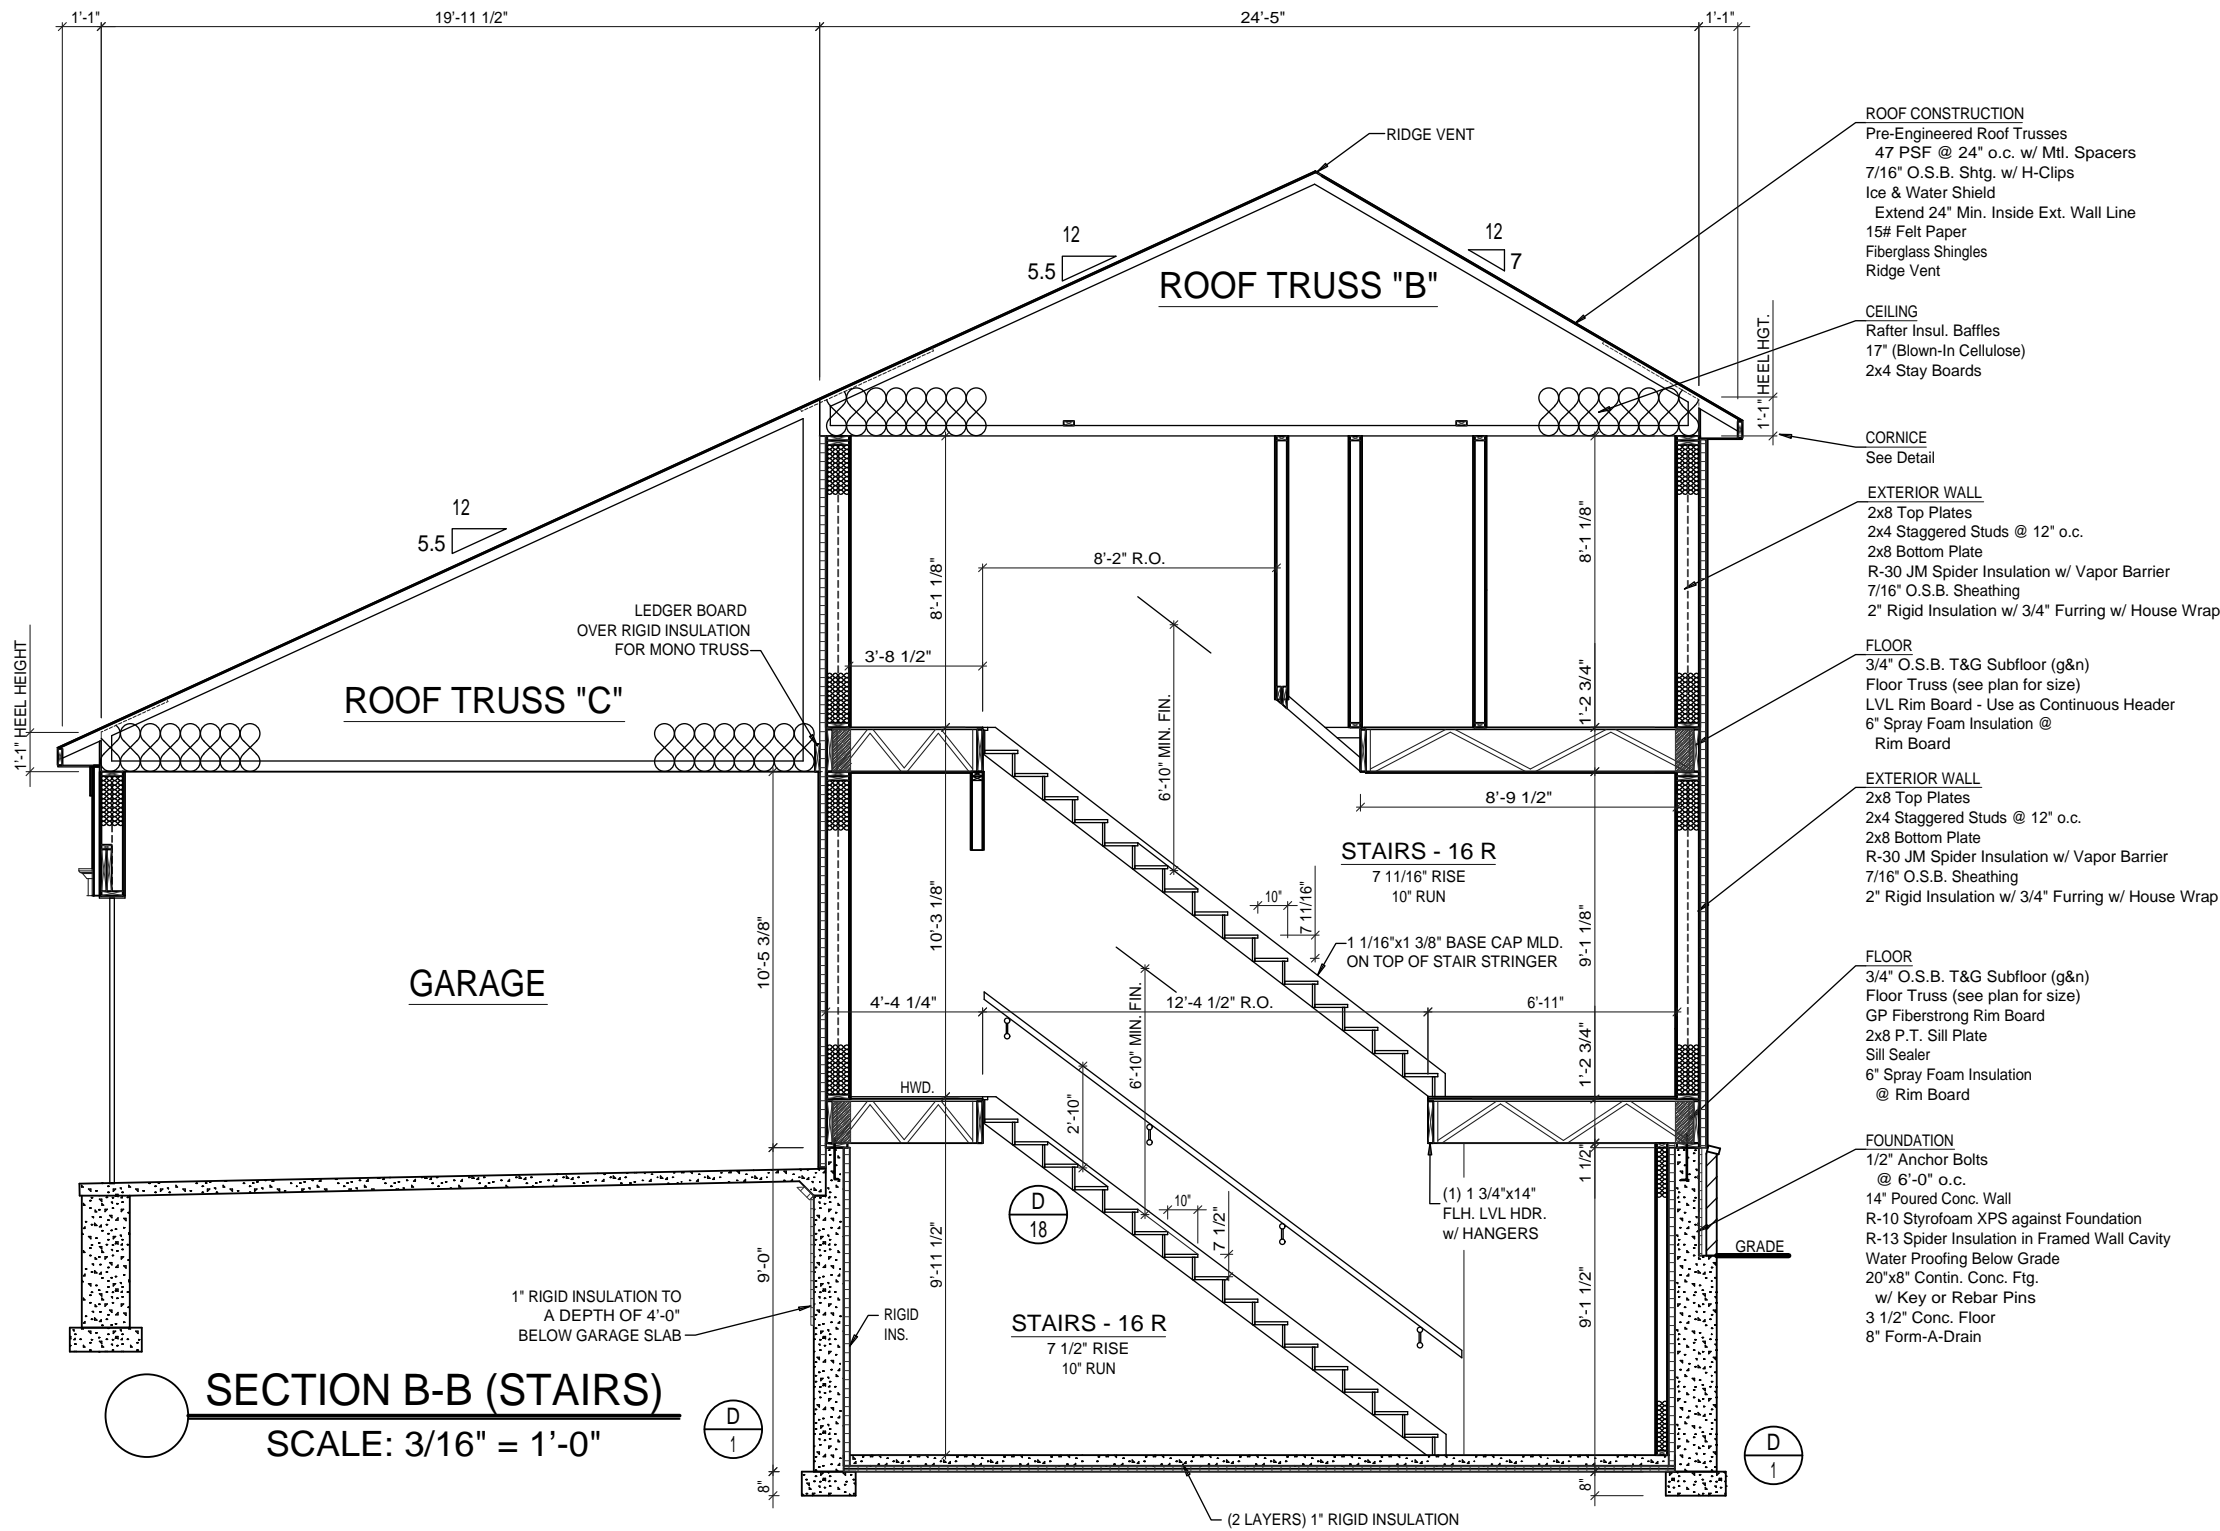 1'-1"
19'-11 1/2"
24'-5"
1'-1"
RIDGE VENT
12
5.5
12
7
ROOF TRUSS "B"
1'-1" HEEL HGT.
12
5.5
8'-2" R.O.
8'-1 1/8"
8'-1 1/8"
LEDGER BOARD
OVER RIGID INSULATION
FOR MONO TRUSS
3'-8 1/2"
ROOF TRUSS "C"
1'-1" HEEL HEIGHT
6'-10" MIN. FIN.
1'-2 3/4"
8'-9 1/2"
STAIRS - 16 R
7 11/16" RISE
10" RUN
10"
7 11/16"
1 1/16"x1 3/8" BASE CAP MLD.
ON TOP OF STAIR STRINGER
10'-5 3/8"
10'-3 1/8"
9'-1 1/8"
GARAGE
4'-4 1/4"
12'-4 1/2" R.O.
6'-11"
6'-10" MIN. FIN.
1'-2 3/4"
HWD.
2'-10"
1 1/2"
D
18
10"
7 1/2"
(1) 1 3/4"x14"
FLH. LVL HDR.
w/ HANGERS
GRADE
9'-0"
9'-11 1/2"
9'-1 1/2"
1" RIGID INSULATION TO
A DEPTH OF 4'-0"
BELOW GARAGE SLAB
RIGID
INS.
STAIRS - 16 R
7 1/2" RISE
10" RUN
SECTION B-B (STAIRS)
SCALE: 3/16" = 1'-0"
D
1
D
1
8"
8"
(2 LAYERS) 1" RIGID INSULATION
ROOF CONSTRUCTION
Pre-Engineered Roof Trusses
47 PSF @ 24" o.c. w/ Mtl. Spacers
7/16" O.S.B. Shtg. w/ H-Clips
Ice & Water Shield
Extend 24" Min. Inside Ext. Wall Line
15# Felt Paper
Fiberglass Shingles
Ridge Vent
CEILING
Rafter Insul. Baffles
17" (Blown-In Cellulose)
2x4 Stay Boards
CORNICE
See Detail
EXTERIOR WALL
2x8 Top Plates
2x4 Staggered Studs @ 12" o.c.
2x8 Bottom Plate
R-30 JM Spider Insulation w/ Vapor Barrier
7/16" O.S.B. Sheathing
2" Rigid Insulation w/ 3/4" Furring w/ House Wrap
FLOOR
3/4" O.S.B. T&G Subfloor (g&n)
Floor Truss (see plan for size)
LVL Rim Board - Use as Continuous Header
6" Spray Foam Insulation @
Rim Board
EXTERIOR WALL
2x8 Top Plates
2x4 Staggered Studs @ 12" o.c.
2x8 Bottom Plate
R-30 JM Spider Insulation w/ Vapor Barrier
7/16" O.S.B. Sheathing
2" Rigid Insulation w/ 3/4" Furring w/ House Wrap
FLOOR
3/4" O.S.B. T&G Subfloor (g&n)
Floor Truss (see plan for size)
GP Fiberstrong Rim Board
2x8 P.T. Sill Plate
Sill Sealer
6" Spray Foam Insulation
@ Rim Board
FOUNDATION
1/2" Anchor Bolts
@ 6'-0" o.c.
14" Poured Conc. Wall
R-10 Styrofoam XPS against Foundation
R-13 Spider Insulation in Framed Wall Cavity
Water Proofing Below Grade
20"x8" Contin. Conc. Ftg.
w/ Key or Rebar Pins
3 1/2" Conc. Floor
8" Form-A-Drain